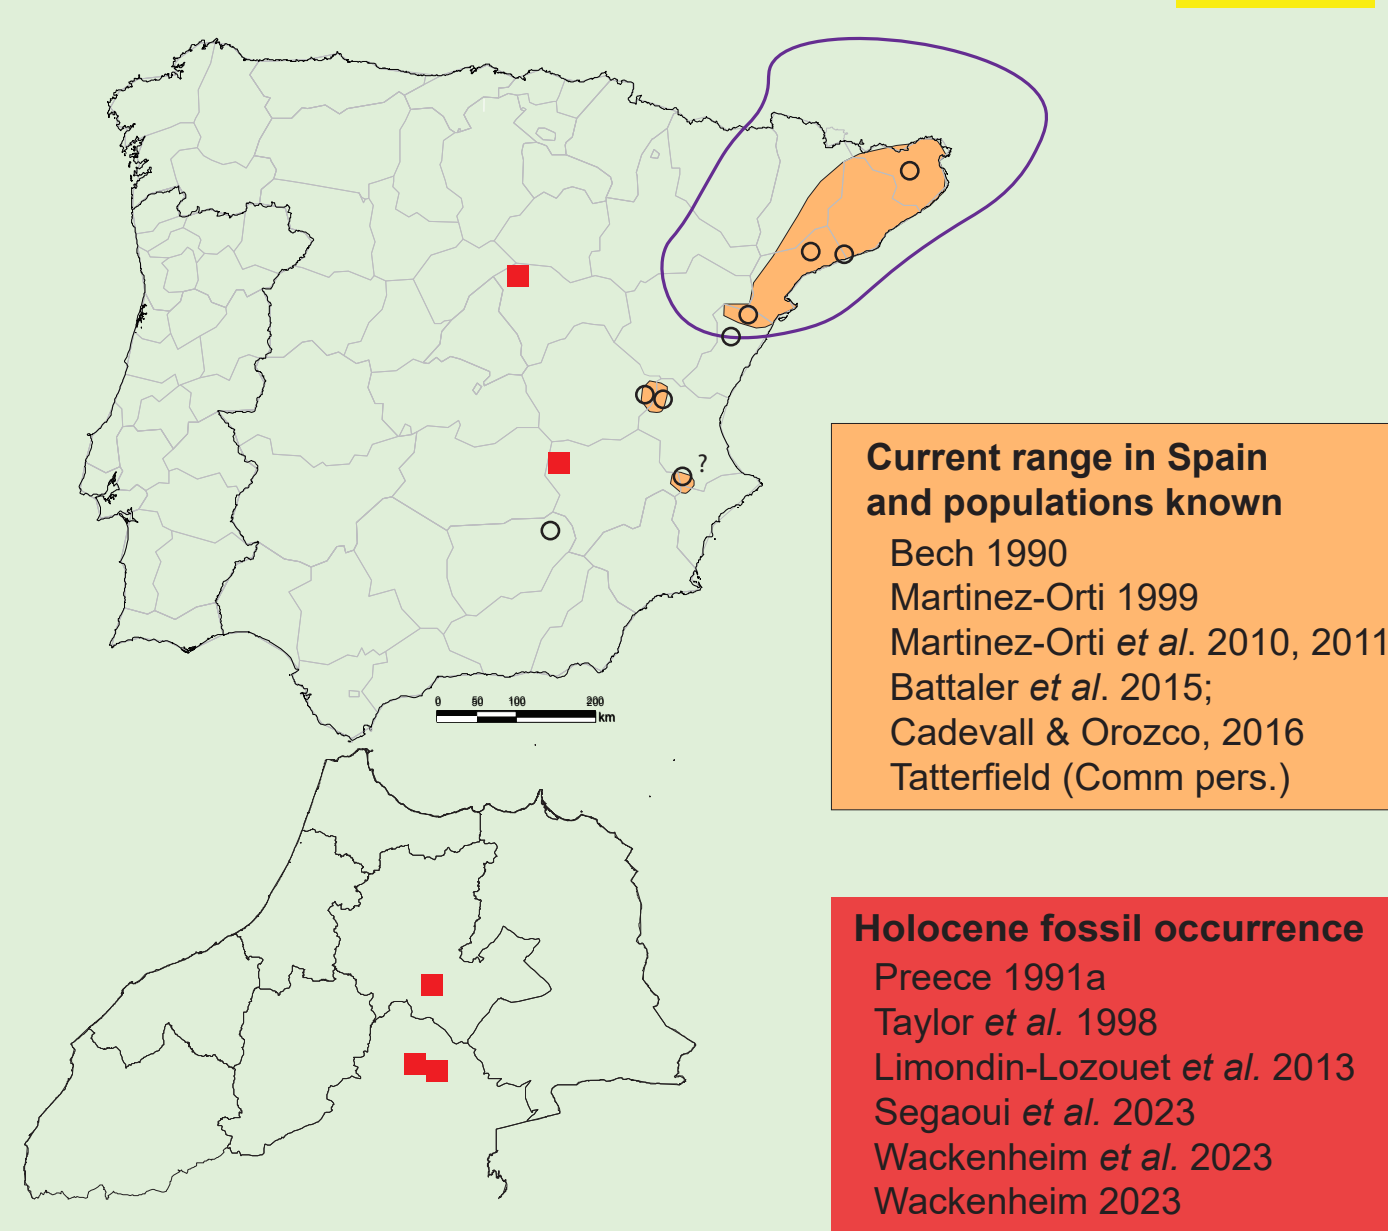 ?
0 50 100 200
km
Current range in Spain
and populations known
Bech 1990
Martinez-Orti 1999
Martinez-Orti et al. 2010, 2011
Battaler et al. 2015;
Cadevall & Orozco, 2016
Tatterfield (Comm pers.)
Holocene fossil occurrence
Preece 1991a
Taylor et al. 1998
Limondin-Lozouet et al. 2013
Segaoui et al. 2023
Wackenheim et al. 2023
Wackenheim 2023